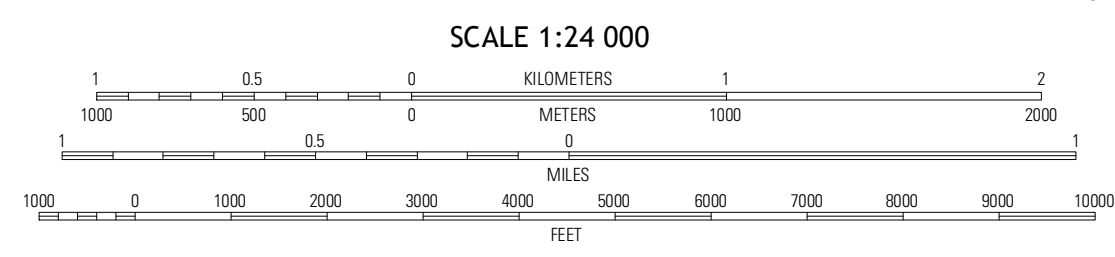 SCALE 1:24 000
1 0.5 0 KILOMETERS 1 2
1000 500 0 METERS 1000 2000
1 0.5 0 1
MILES
1000 0 1000 2000 3000 4000 5000 6000 7000 8000 9000 10000
FEET